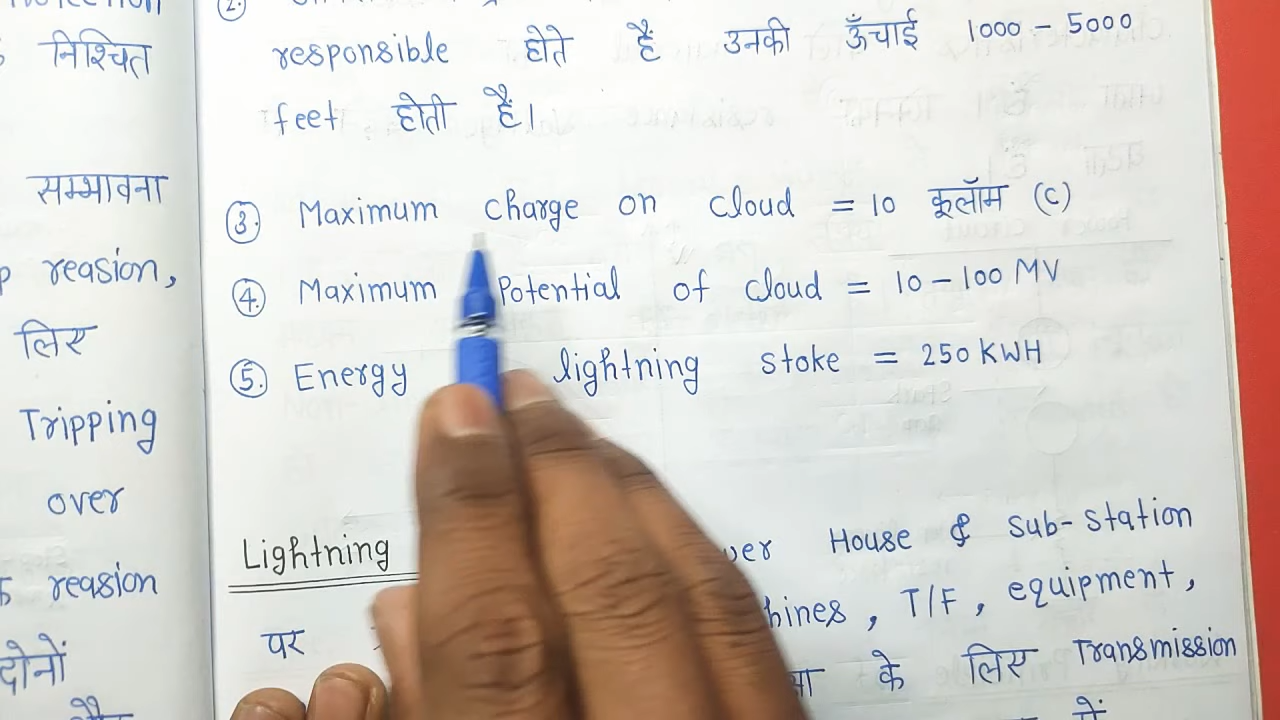 निश्चित
सम्भावना
reasion,
लिए
Tripping
over
reasion
दोनों
2.
responsible होते हैं उनकी ऊँचाई 1000 - 5000
feet होती हैं।
3. Maximum charge on cloud = 10 कूलॉम (C)
4. Maximum Potential of cloud = 10 - 100 MV
5. Energy lightning stoke = 250 KWH
Lightning House & Sub-station
पर , T/F, equipment,
के लिए Transmission
में